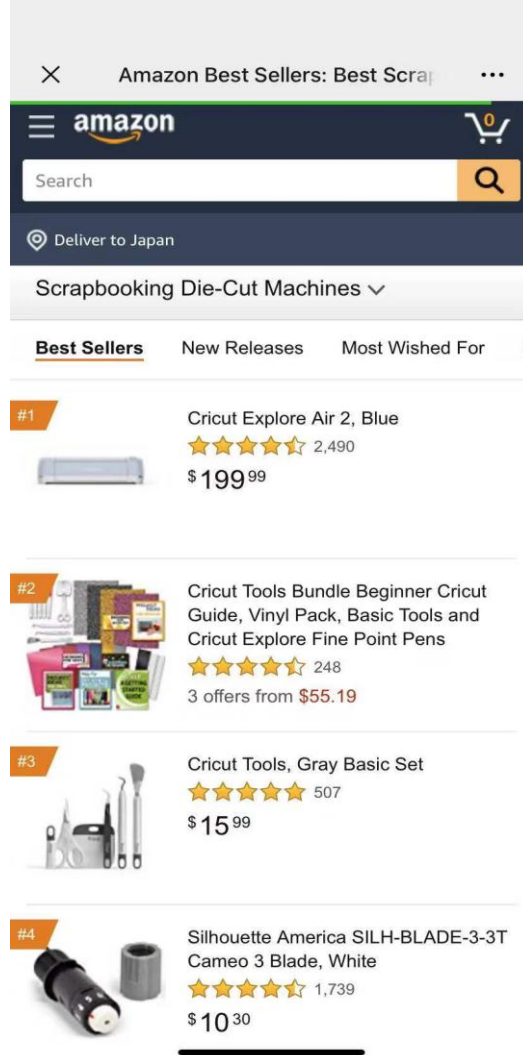 Amazon Best Sellers: Best Scrap
amazon
0
Search
Deliver to Japan
Scrapbooking Die-Cut Machines
Best Sellers New Releases Most Wished For
#1
Cricut Explore Air 2, Blue
2,490
$199 99
#2
Cricut Tools Bundle Beginner Cricut
Guide, Vinyl Pack, Basic Tools and
Cricut Explore Fine Point Pens
248
3 offers from $55.19
#3
Cricut Tools, Gray Basic Set
507
$15 99
#4
Silhouette America SILH-BLADE-3-3T
Cameo 3 Blade, White
1,739
$10 30